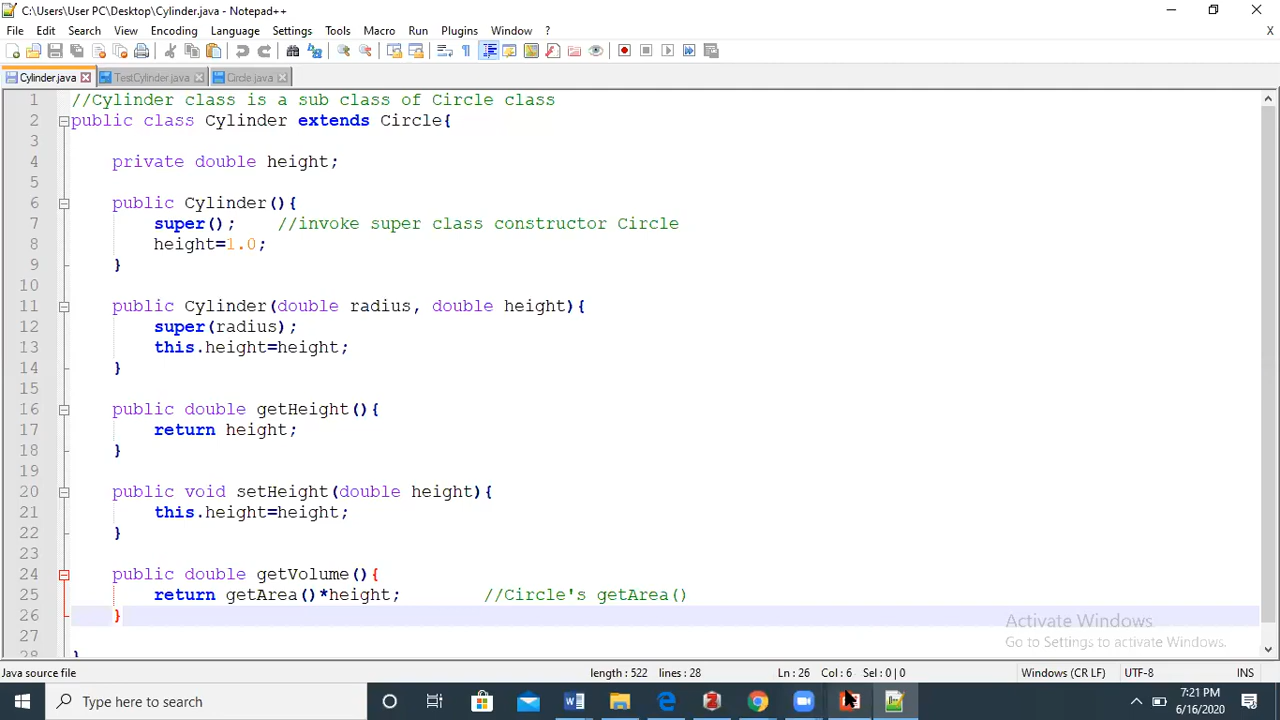 C:\Users\User PC\Desktop\Cylinder.java - Notepad++
File Edit Search View Encoding Language Settings Tools Macro Run Plugins Window ? X
Cylinder.java TestCylinder.java Circle.java
1 //Cylinder class is a sub class of Circle class
2 public class Cylinder extends Circle{
3
4 private double height;
5
6 public Cylinder(){
7 super(); //invoke super class constructor Circle
8 height=1.0;
9 }
10
11 public Cylinder(double radius, double height){
12 super(radius);
13 this.height=height;
14 }
15
16 public double getHeight(){
17 return height;
18 }
19
20 public void setHeight(double height){
21 this.height=height;
22 }
23
24 public double getVolume(){
25 return getArea()*height; //Circle's getArea()
26 }
27
28 }
Activate Windows
Go to Settings to activate Windows.
Java source file length : 522 lines : 28 Ln : 26 Col : 6 Sel : 0 | 0 Windows (CR LF) UTF-8 INS
Type here to search
7:21 PM
6/16/2020